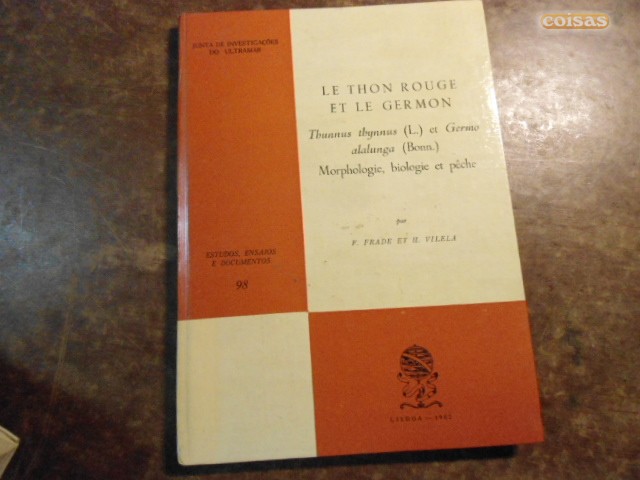 coisas
JUNTA DE INVESTIGAÇÕES
DO ULTRAMAR
LE THON ROUGE
ET LE GERMON
Thunnus thynnus (L.) et Germo
alalunga (Bonn.)
Morphologie, biologie et pêche
par
F. FRADE ET H. VILELA
ESTUDOS, ENSAIOS
E DOCUMENTOS
98
LISBOA — 1962